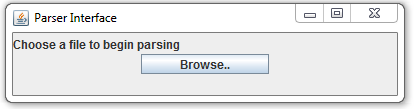 Parser Interface
Choose a file to begin parsing
Browse..